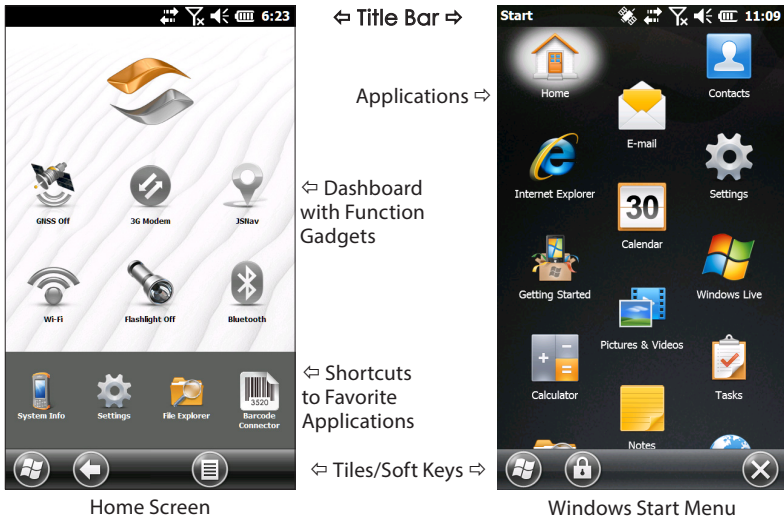 6:23
⇦ Title Bar ⇨
Start
11:09
Applications ⇨
GNSS Off
3G Modem
JSNav
Wi-Fi
Flashlight Off
Bluetooth
⇦ Dashboard
with Function
Gadgets
System Info
Settings
File Explorer
Barcode
Connector
3520
⇦ Shortcuts
to Favorite
Applications
⇦ Tiles/Soft Keys ⇨
Home Screen
Home
Contacts
E-mail
Internet Explorer
Settings
30
Calendar
Getting Started
Windows Live
Pictures & Videos
Calculator
Tasks
Notes
Windows Start Menu